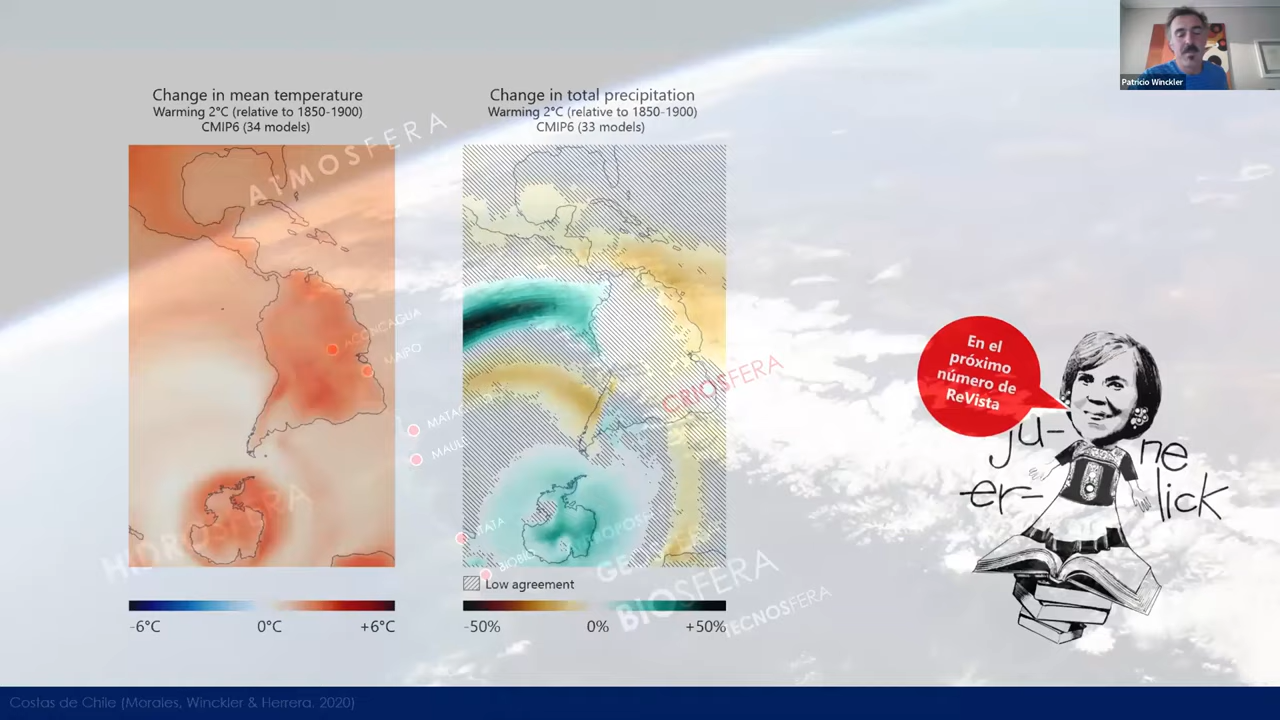 Patricio Winckler
Change in mean temperature
Warming 2°C (relative to 1850-1900)
CMIP6 (34 models)
Change in total precipitation
Warming 2°C (relative to 1850-1900)
CMIP6 (33 models)
ATMOSFERA
ACONCAGUA
MAIPO
MAULE
CRIOSFERA
HIDROSFERA
BIOSFERA
TECNOSFERA
En el
próximo
número de
ReVista
ju-
ne
er-
lick
Low agreement
-6°C
0°C
+6°C
-50%
0%
+50%
Costas de Chile (Morales, Winckler & Herrera. 2020)